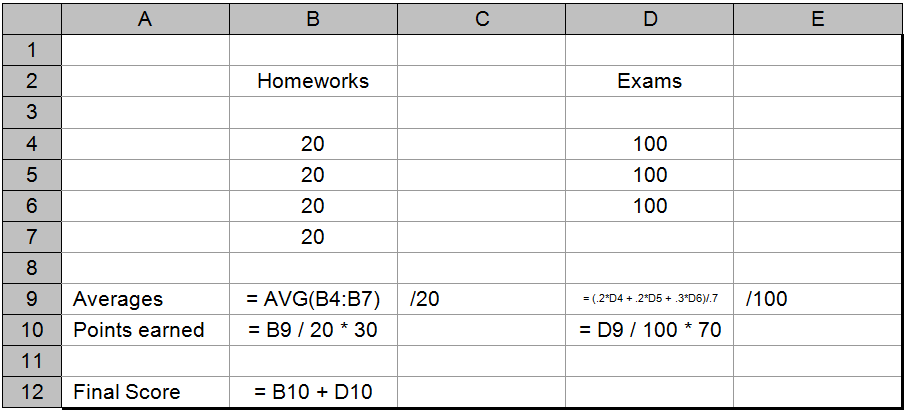 A B C D E
1
2 Homeworks Exams
3
4 20 100
5 20 100
6 20 100
7 20
8
9 Averages = AVG(B4:B7) /20 = (.2*D4 + .2*D5 + .3*D6)/.7 /100
10 Points earned = B9 / 20 * 30 = D9 / 100 * 70
11
12 Final Score = B10 + D10